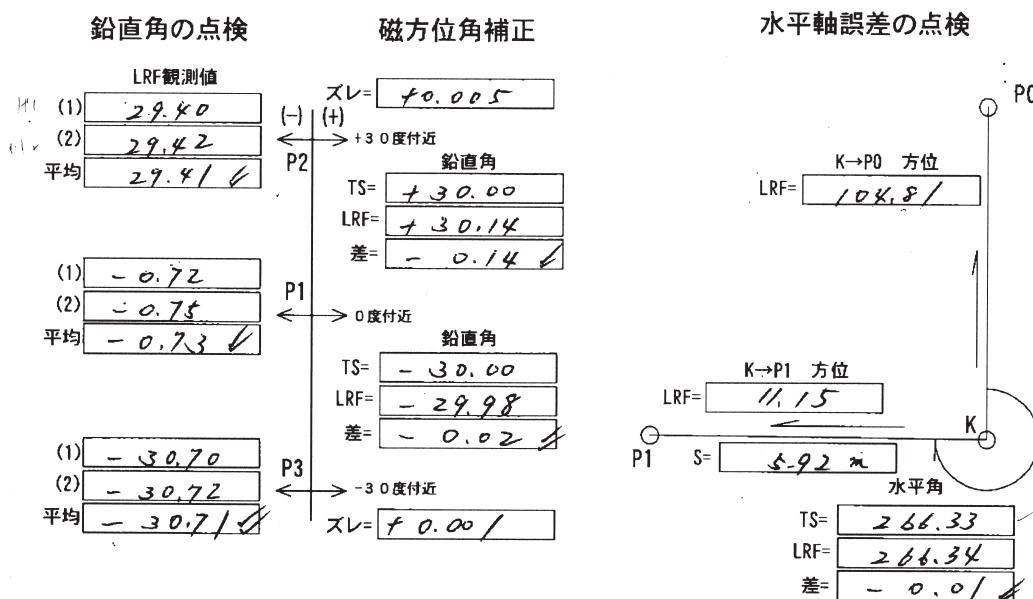 鉛直角の点検
LRF観測値
(1) 29.40
(2) 29.42
平均 29.41
(1) - 0.72
(2) - 0.75
平均 - 0.73
(1) - 30.70
(2) - 30.72
平均 - 30.71
磁方位角補正
ズレ= +0.005
(-) (+)
P2 +30度付近
鉛直角
TS= + 30.00
LRF= + 30.14
差= - 0.14
P1 0度付近
鉛直角
TS= - 30.00
LRF= - 29.98
差= - 0.02
P3 -30度付近
ズレ= + 0.001
水平軸誤差の点検
P0
K→P0 方位
LRF= 104.81
K→P1 方位
LRF= 11.15
K
P1 S= 5.92 m
水平角
TS= 266.33
LRF= 266.34
差= - 0.01